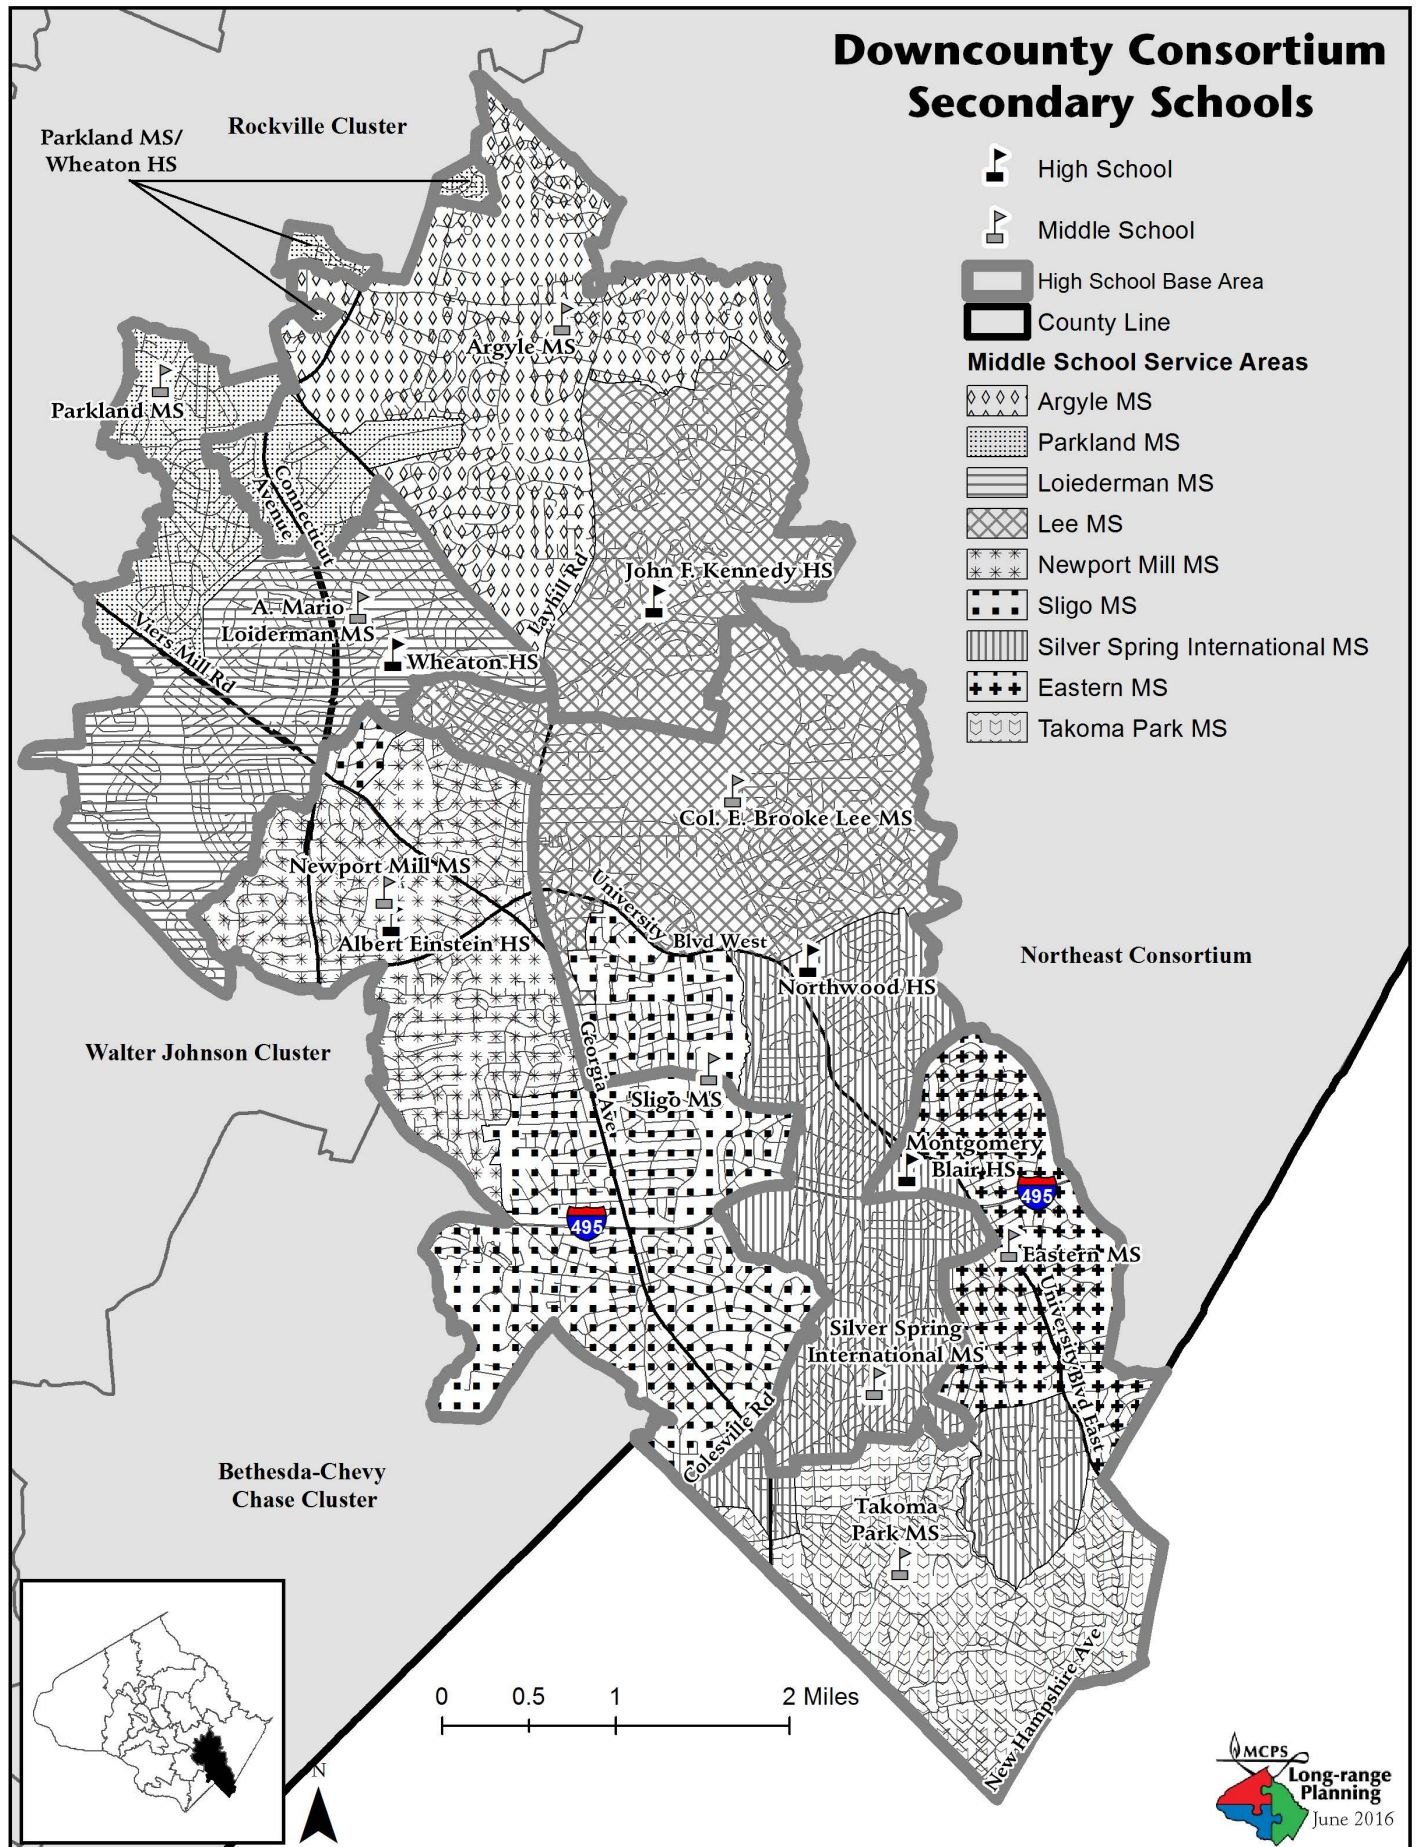 Downcounty Consortium
Secondary Schools
High School
Middle School
High School Base Area
County Line
Middle School Service Areas
Argyle MS
Parkland MS
Loiederman MS
Lee MS
Newport Mill MS
Sligo MS
Silver Spring International MS
Eastern MS
Takoma Park MS
Rockville Cluster
Parkland MS/
Wheaton HS
Argyle MS
Parkland MS
Connecticut
Avenue
Layhill Rd
John F. Kennedy HS
A. Mario
Loiderman MS
Viers Mill Rd
Wheaton HS
Col. E. Brooke Lee MS
Newport Mill MS
University
Blvd West
Albert Einstein HS
Northwood HS
Northeast Consortium
Walter Johnson Cluster
Georgia Ave
Sligo MS
Montgomery
Blair HS
495
495
Eastern MS
University Blvd East
Silver Spring
International MS
Colesville Rd
Bethesda-Chevy
Chase Cluster
Takoma
Park MS
New Hampshire Ave
0 0.5 1 2 Miles
N
MCPS
Long-range
Planning
June 2016